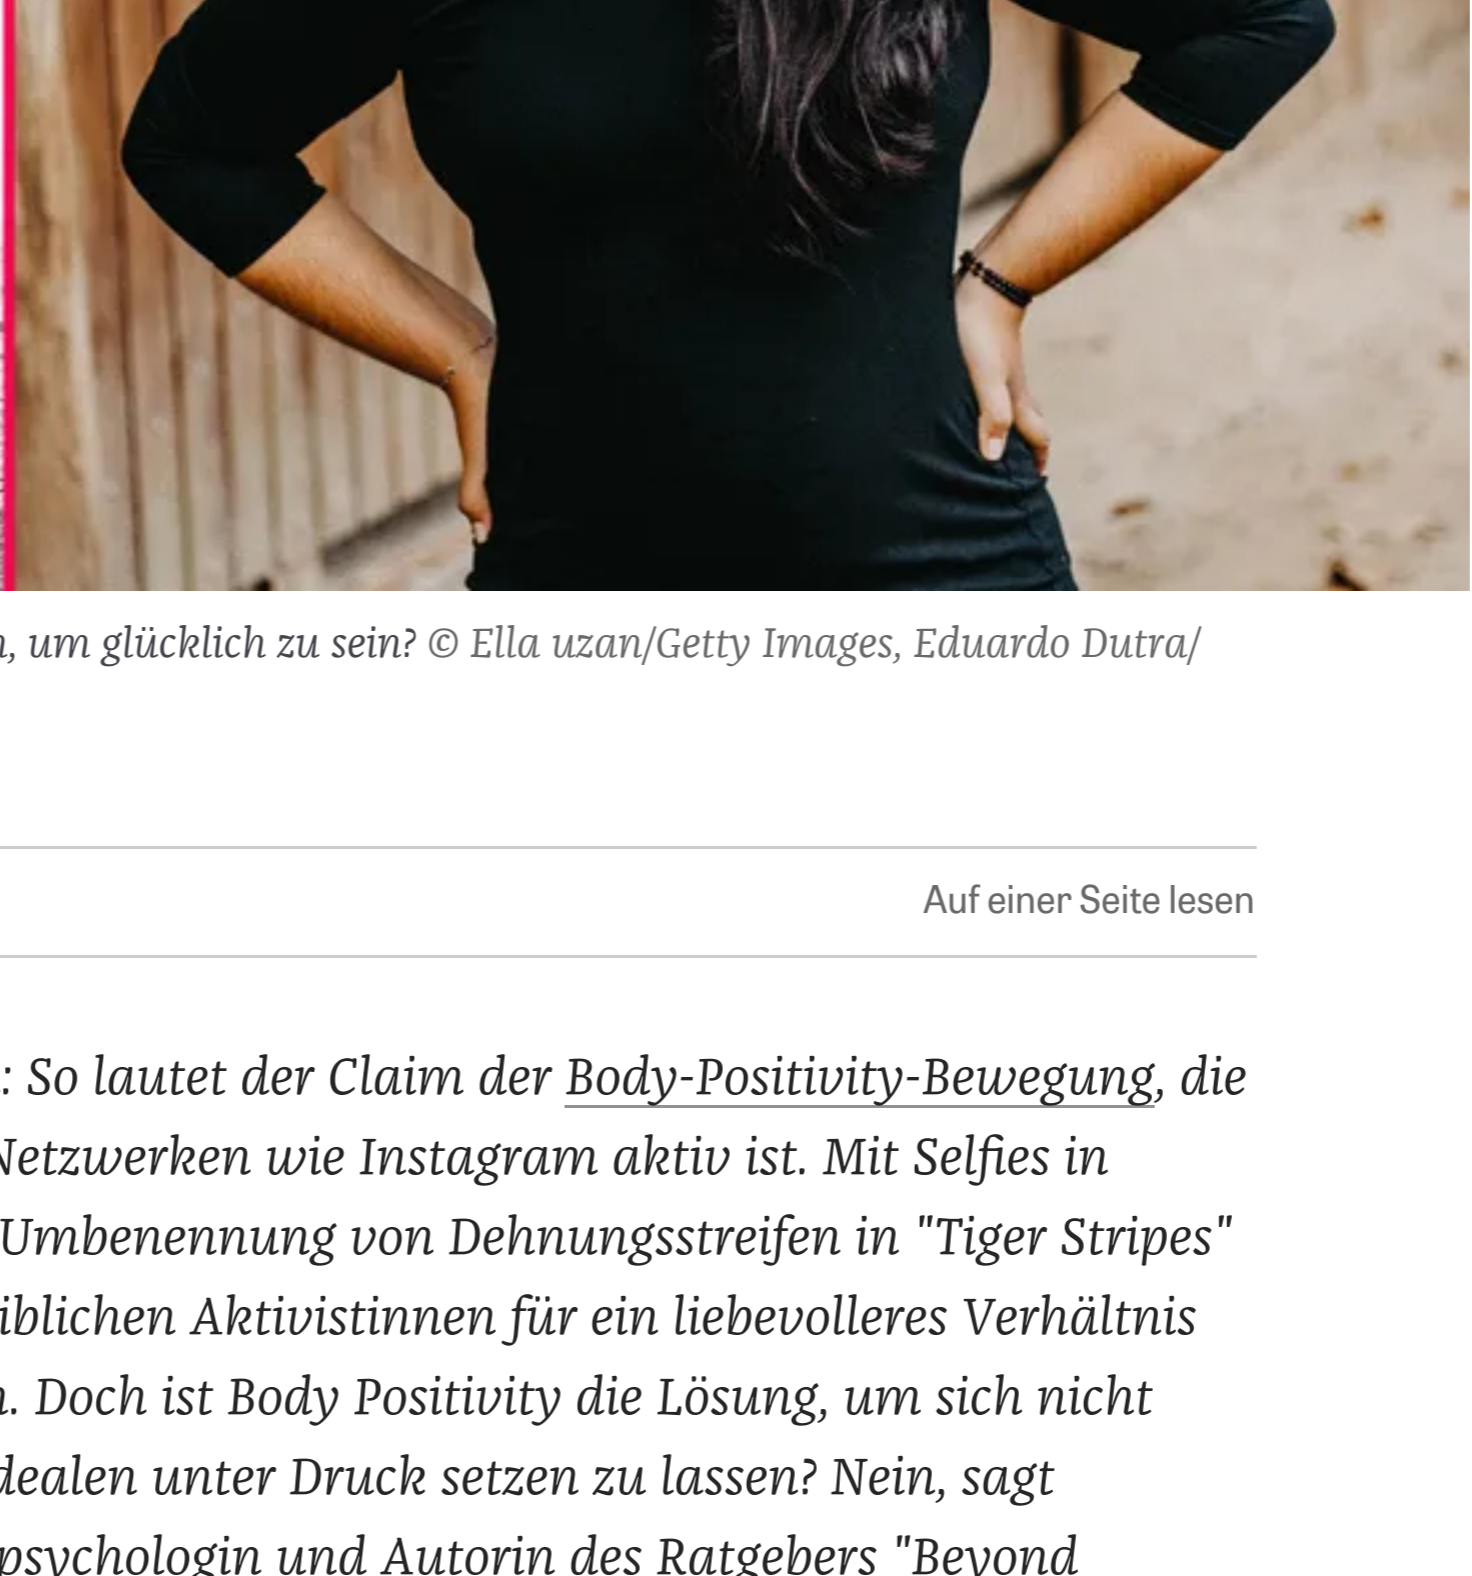 , um glücklich zu sein? © Ella uzan/Getty Images, Eduardo Dutra/
Auf einer Seite lesen
: So lautet der Claim der Body-Positivity-Bewegung, die
Netzwerken wie Instagram aktiv ist. Mit Selfies in
Umbenennung von Dehnungsstreifen in "Tiger Stripes"
iblichen Aktivistinnen für ein liebevolleres Verhältnis
. Doch ist Body Positivity die Lösung, um sich nicht
dealen unter Druck setzen zu lassen? Nein, sagt
psychologin und Autorin des Ratgebers "Beyond